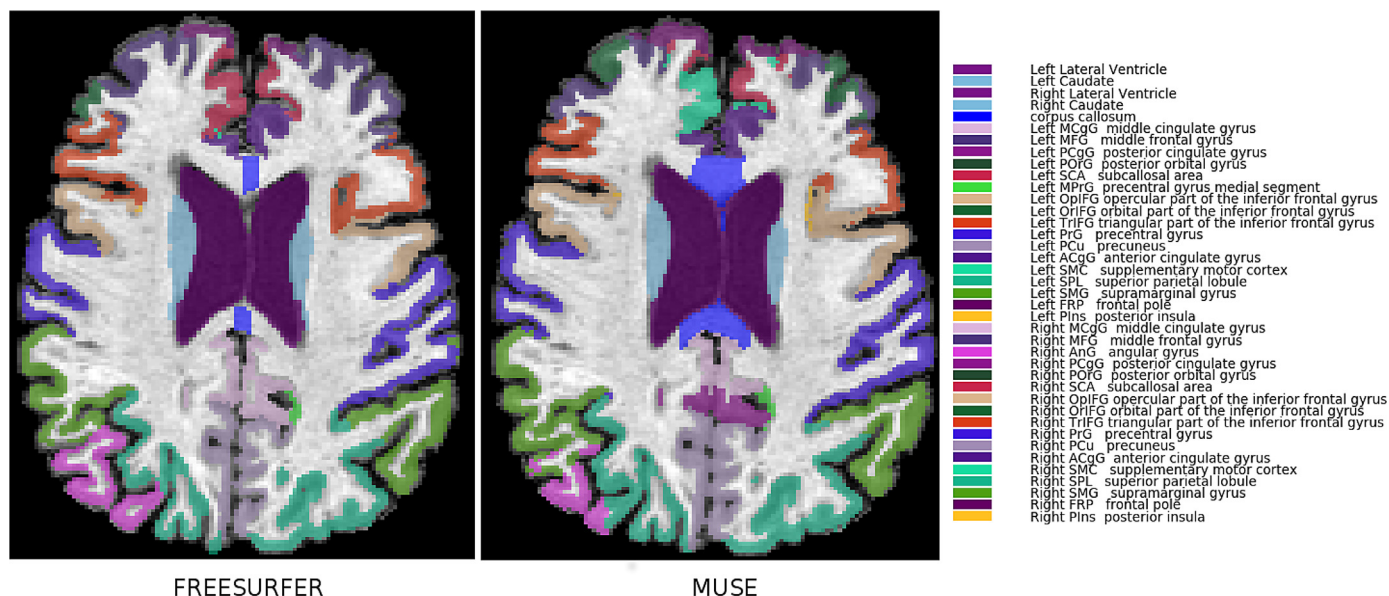 Left Lateral Ventricle
Left Caudate
Right Lateral Ventricle
Right Caudate
corpus callosum
Left MCgG middle cingulate gyrus
Left MFG middle frontal gyrus
Left PCgG posterior cingulate gyrus
Left POrG posterior orbital gyrus
Left SCA subcallosal area
Left MPrG precentral gyrus medial segment
Left OpIFG opercular part of the inferior frontal gyrus
Left OrIFG orbital part of the inferior frontal gyrus
Left TrIFG triangular part of the inferior frontal gyrus
Left PrG precentral gyrus
Left PCu precuneus
Left ACgG anterior cingulate gyrus
Left SMC supplementary motor cortex
Left SPL superior parietal lobule
Left SMG supramarginal gyrus
Left FRP frontal pole
Left PIns posterior insula
Right MCgG middle cingulate gyrus
Right MFG middle frontal gyrus
Right AnG angular gyrus
Right PCgG posterior cingulate gyrus
Right POrG posterior orbital gyrus
Right SCA subcallosal area
Right OpIFG opercular part of the inferior frontal gyrus
Right OrIFG orbital part of the inferior frontal gyrus
Right TrIFG triangular part of the inferior frontal gyrus
Right PrG precentral gyrus
Right PCu precuneus
Right ACgG anterior cingulate gyrus
Right SMC supplementary motor cortex
Right SPL superior parietal lobule
Right SMG supramarginal gyrus
Right FRP frontal pole
Right PIns posterior insula
FREESURFER
MUSE